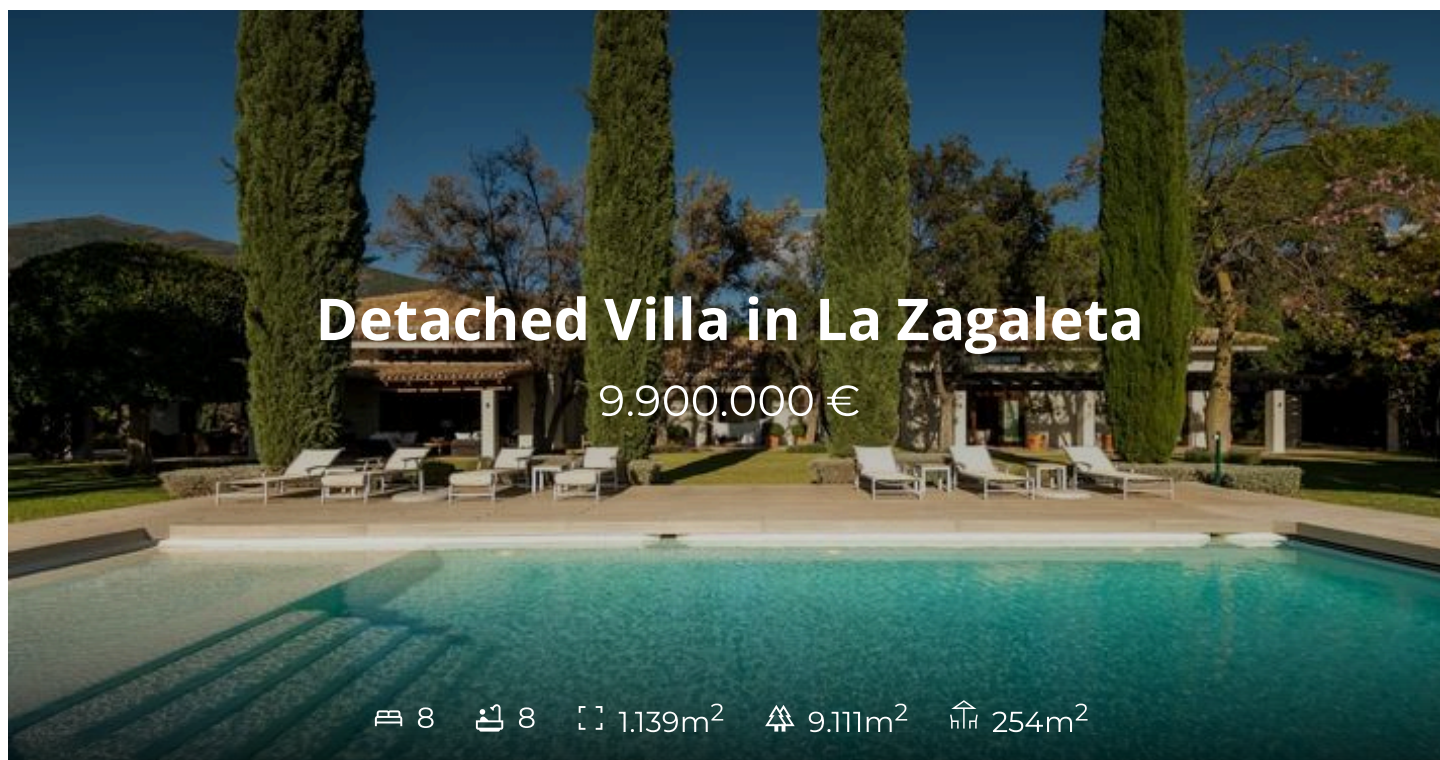 Detached Villa in La Zagaleta
9.900.000 €
8 8 1.139m² 9.111m² 254m²